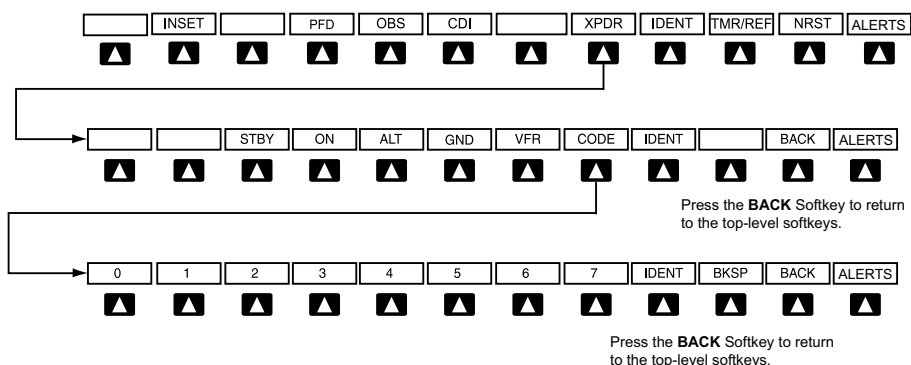 INSET PFD OBS CDI XPDR IDENT TMR/REF NRST ALERTS
STBY ON ALT GND VFR CODE IDENT BACK ALERTS
Press the BACK Softkey to return
to the top-level softkeys.
0 1 2 3 4 5 6 7 IDENT BKSP BACK ALERTS
Press the BACK Softkey to return
to the top-level softkeys.